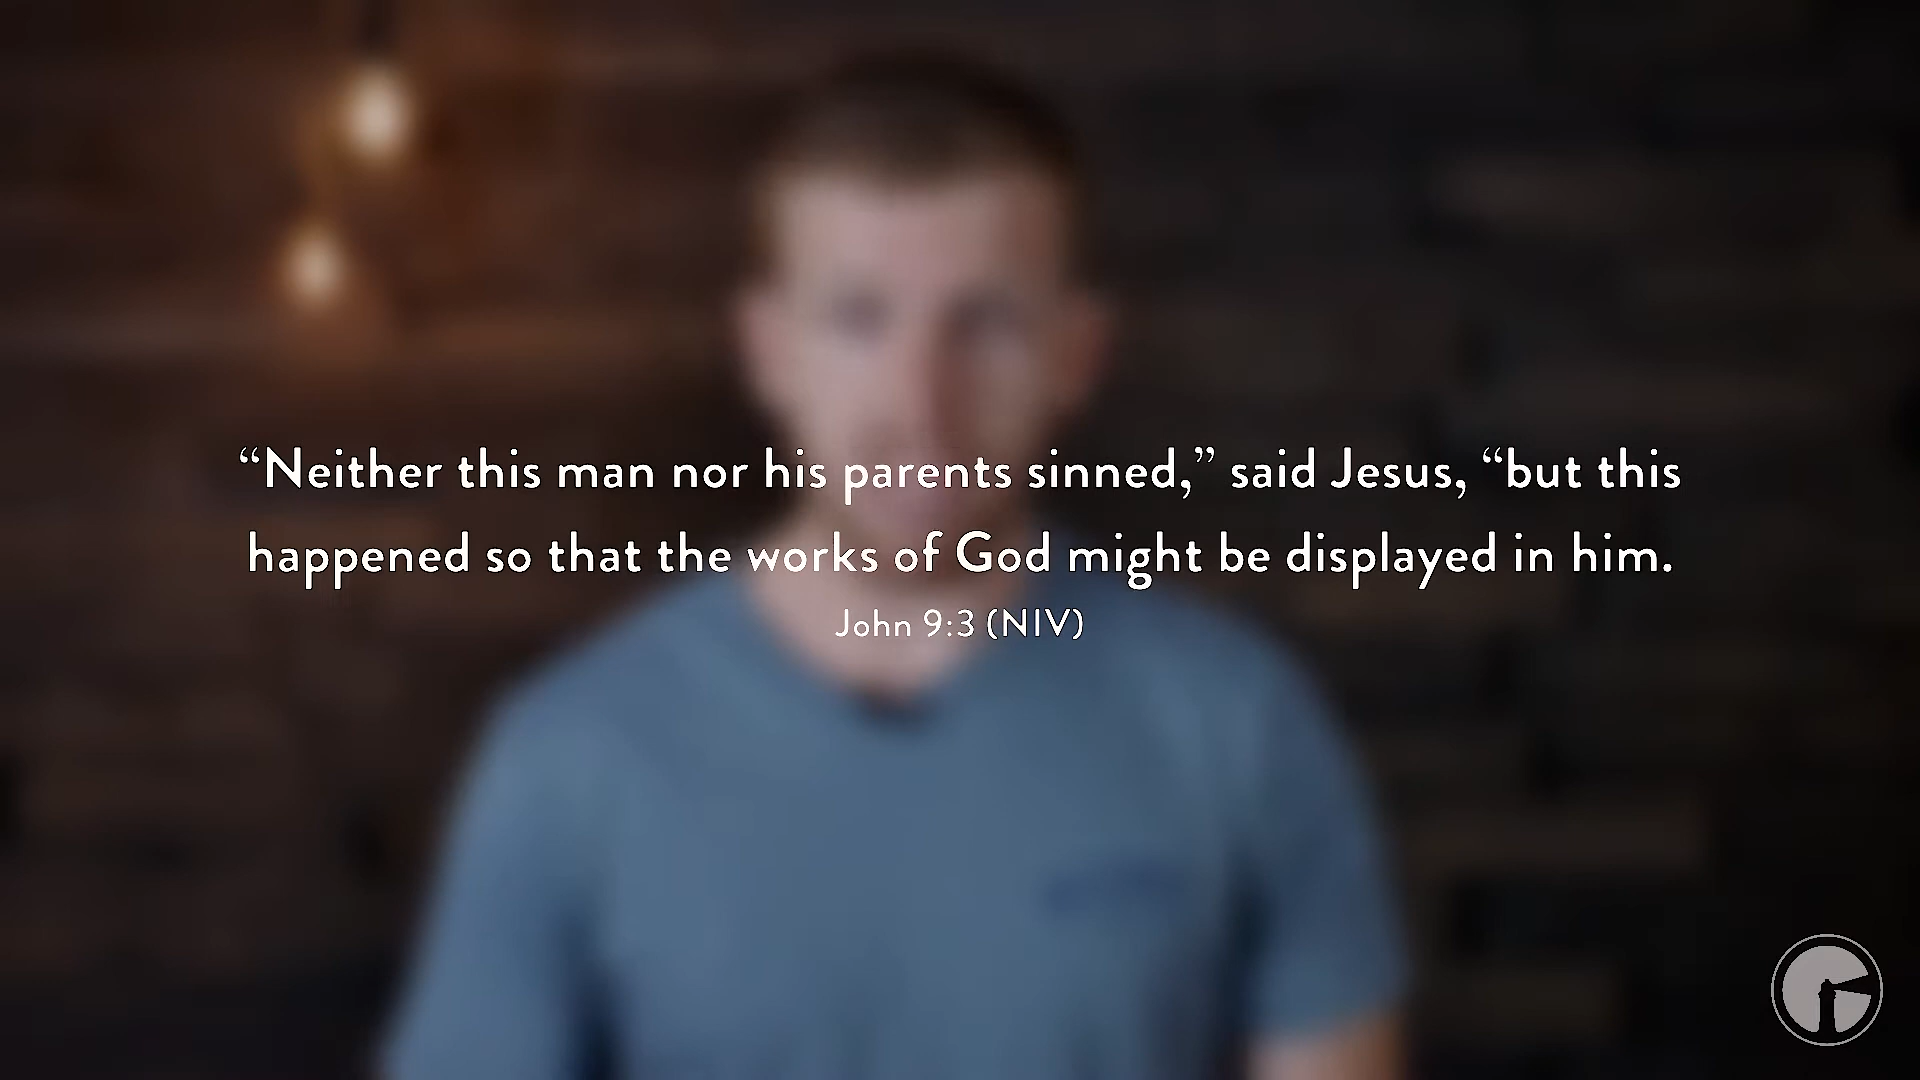 “Neither this man nor his parents sinned,” said Jesus, “but this
happened so that the works of God might be displayed in him.
John 9:3 (NIV)